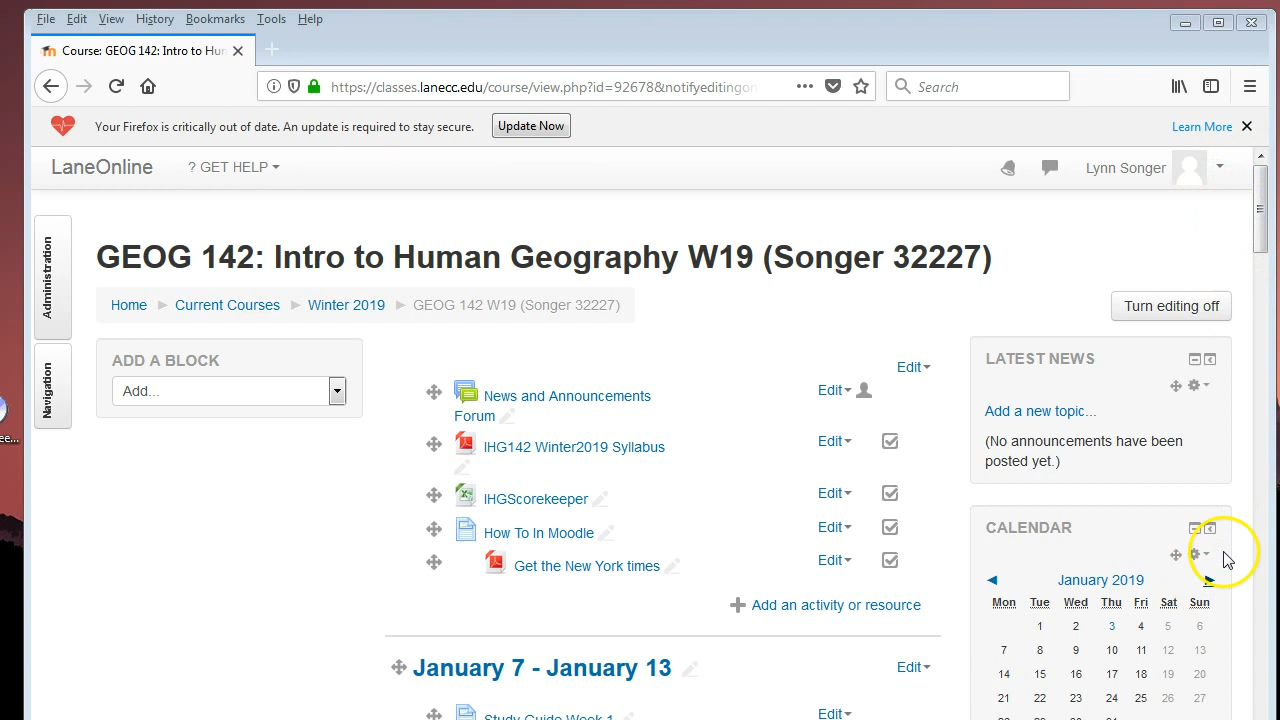 File Edit View History Bookmarks Tools Help
Course: GEOG 142: Intro to Hum
https://classes.lanecc.edu/course/view.php?id=92678&notifyeditingon
Search
Your Firefox is critically out of date. An update is required to stay secure.
Update Now
Learn More
LaneOnline
? GET HELP
Lynn Songer
Administration
Navigation
GEOG 142: Intro to Human Geography W19 (Songer 32227)
Home
Current Courses
Winter 2019
GEOG 142 W19 (Songer 32227)
Turn editing off
ADD A BLOCK
Add...
Edit
News and Announcements
Forum
Edit
IHG142 Winter2019 Syllabus
Edit
IHGScorekeeper
Edit
How To In Moodle
Edit
Get the New York times
Edit
Add an activity or resource
January 7 - January 13
Edit
Study Guide Week 1
Edit
LATEST NEWS
Add a new topic...
(No announcements have been
posted yet.)
CALENDAR
January 2019
Mon Tue Wed Thu Fri Sat Sun
1 2 3 4 5 6
7 8 9 10 11 12 13
14 15 16 17 18 19 20
21 22 23 24 25 26 27
ee...